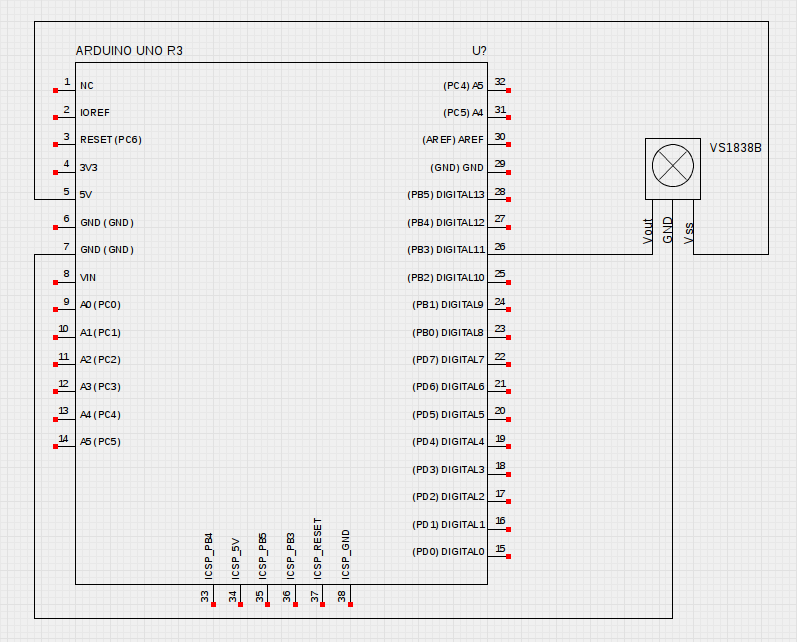 ARDUINO UNO R3
U?
1 NC
2 IOREF
3 RESET(PC6)
4 3V3
5 5V
6 GND(GND)
7 GND(GND)
8 VIN
9 A0(PC0)
10 A1(PC1)
11 A2(PC2)
12 A3(PC3)
13 A4(PC4)
14 A5(PC5)
(PC4)A5 32
(PC5)A4 31
(AREF)AREF 30
(GND)GND 29
(PB5)DIGITAL13 28
(PB4)DIGITAL12 27
(PB3)DIGITAL11 26
(PB2)DIGITAL10 25
(PB1)DIGITAL9 24
(PB0)DIGITAL8 23
(PD7)DIGITAL7 22
(PD6)DIGITAL6 21
(PD5)DIGITAL5 20
(PD4)DIGITAL4 19
(PD3)DIGITAL3 18
(PD2)DIGITAL2 17
(PD1)DIGITAL1 16
(PD0)DIGITAL0 15
33 ICSP_PB4
34 ICSP_5V
35 ICSP_PB5
36 ICSP_PB3
37 ICSP_RESET
38 ICSP_GND
VS1838B
Vout
GND
Vss